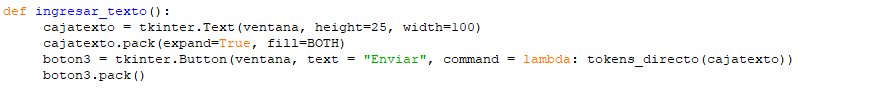 def ingresar_texto():
    cajatexto = tkinter.Text(ventana, height=25, width=100)
    cajatexto.pack(expand=True, fill=BOTH)
    boton3 = tkinter.Button(ventana, text = "Enviar", command = lambda: tokens_directo(cajatexto))
    boton3.pack()